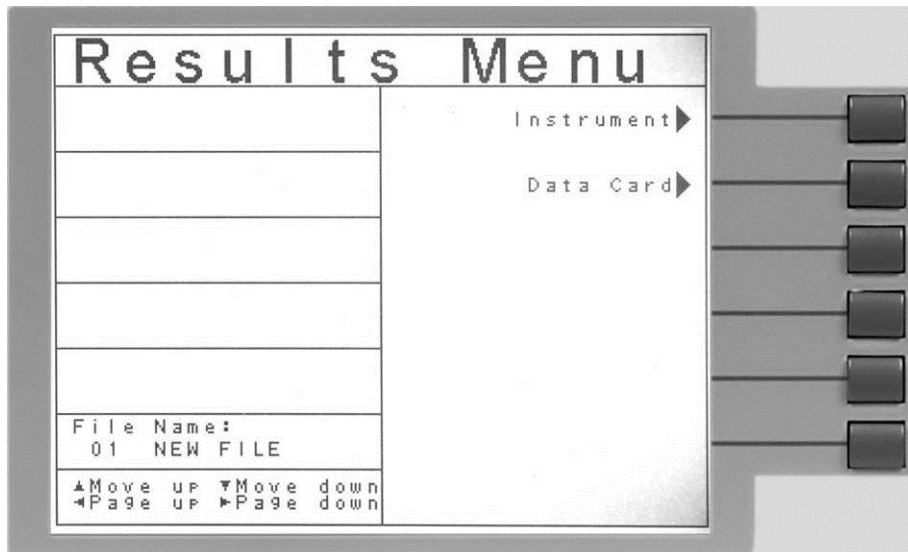 Results Menu
Instrument▶
Data Card▶
File Name:
01 NEW FILE
▲Move up ▼Move down
◀Page up ▶Page down